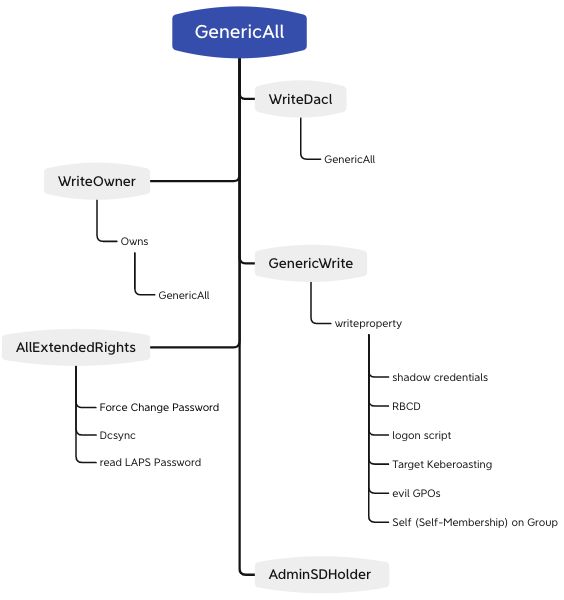 GenericAll
WriteDacl
GenericAll
WriteOwner
Owns
GenericAll
GenericWrite
writeproperty
shadow credentials
RBCD
logon script
Target Keberoasting
evil GPOs
Self (Self-Membership) on Group
AllExtendedRights
Force Change Password
Dcsync
read LAPS Password
AdminSDHolder